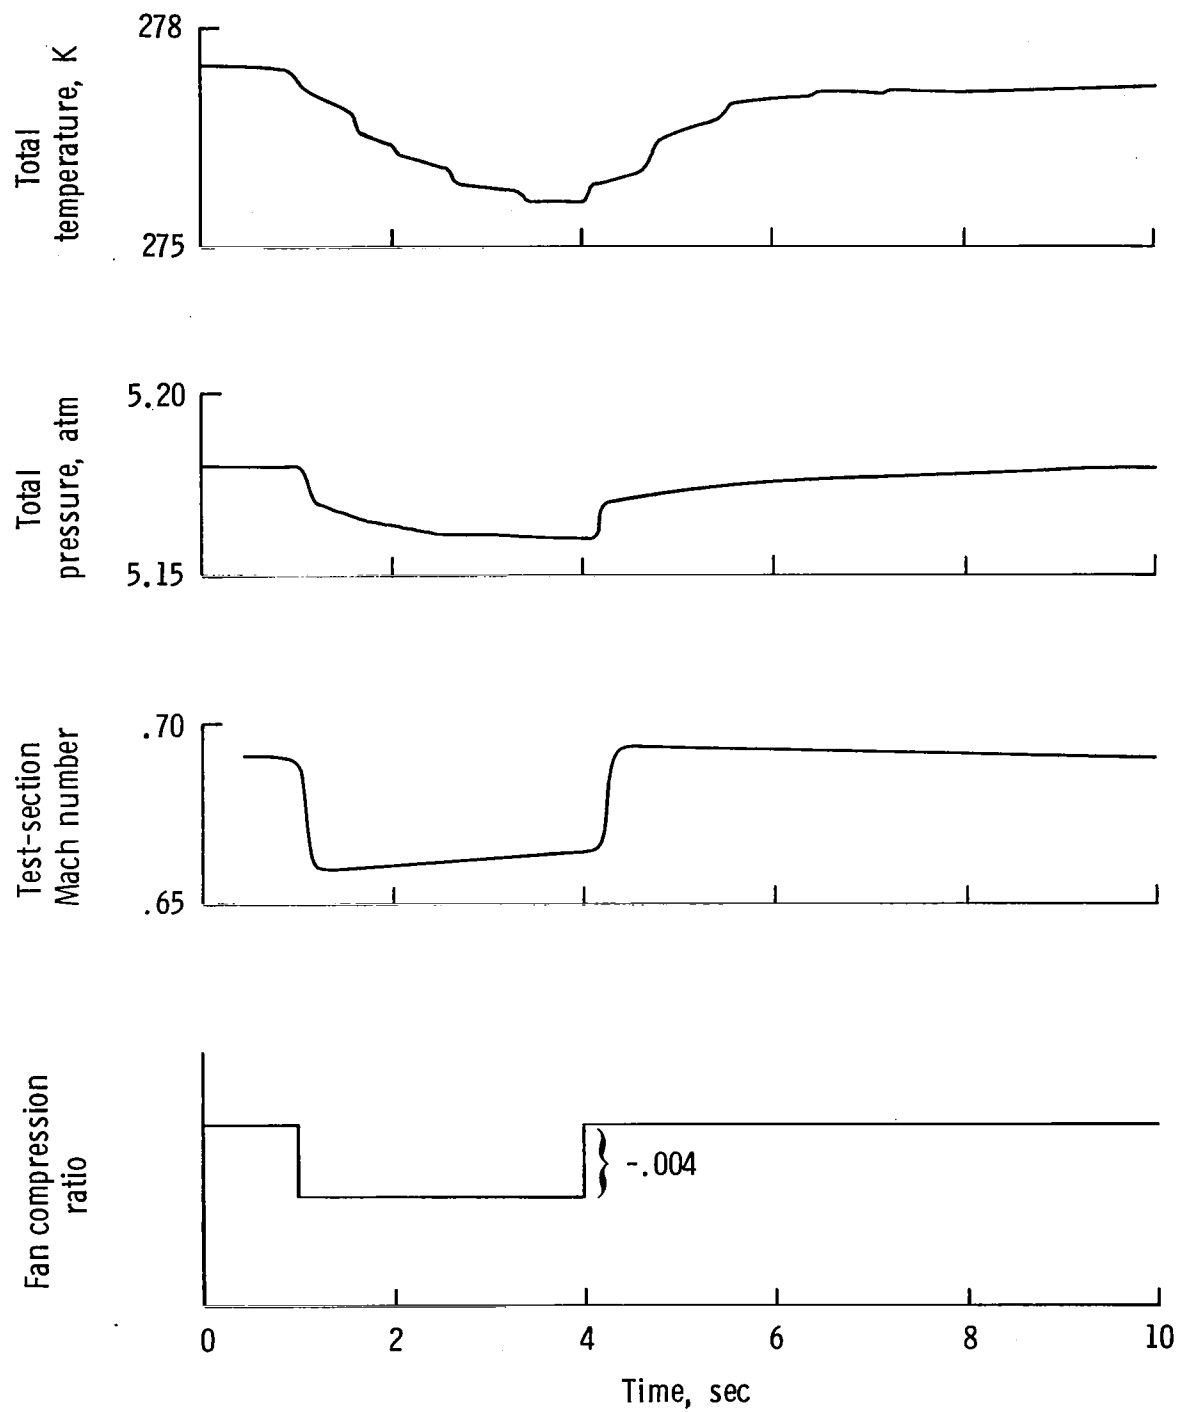 278
Total
temperature, K
275
5.20
Total
pressure, atm
5.15
.70
Test-section
Mach number
.65
Fan compression
ratio
-.004
0 2 4 6 8 10
Time, sec